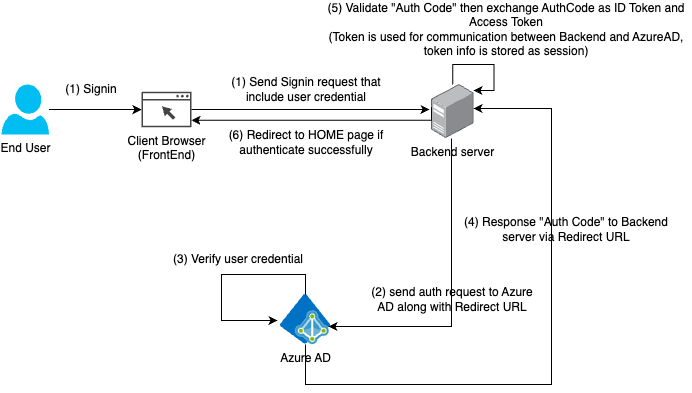 (5) Validate "Auth Code" then exchange AuthCode as ID Token and
Access Token
(Token is used for communication between Backend and AzureAD,
token info is stored as session)
(1) Signin
End User
Client Browser
(FrontEnd)
(1) Send Signin request that
include user credential
(6) Redirect to HOME page if
authenticate successfully
Backend server
(4) Response "Auth Code" to Backend
server via Redirect URL
(3) Verify user credential
(2) send auth request to Azure
AD along with Redirect URL
Azure AD